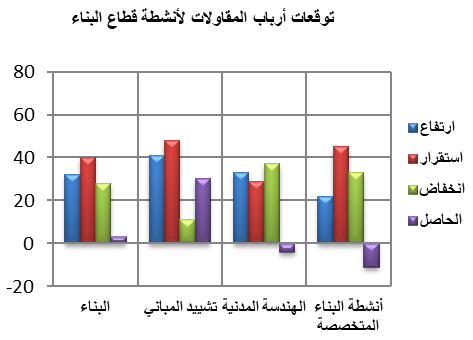 توقعات أرباب المقاولات لأنشطة قطاع البناء
80
60
40
20
0
-20
ارتفاع
استقرار
انخفاض
الحاصل
البناء
تشييد المباني
الهندسة المدنية
أنشطة البناء
المتخصصة